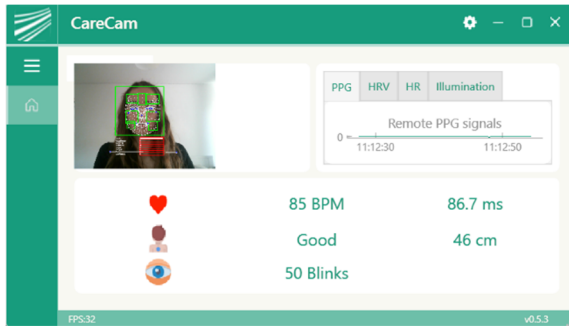 CareCam
PPG HRV HR Illumination
Remote PPG signals
0
11:12:30 11:12:50
85 BPM 86.7 ms
Good 46 cm
50 Blinks
FPS:32 v0.5.3